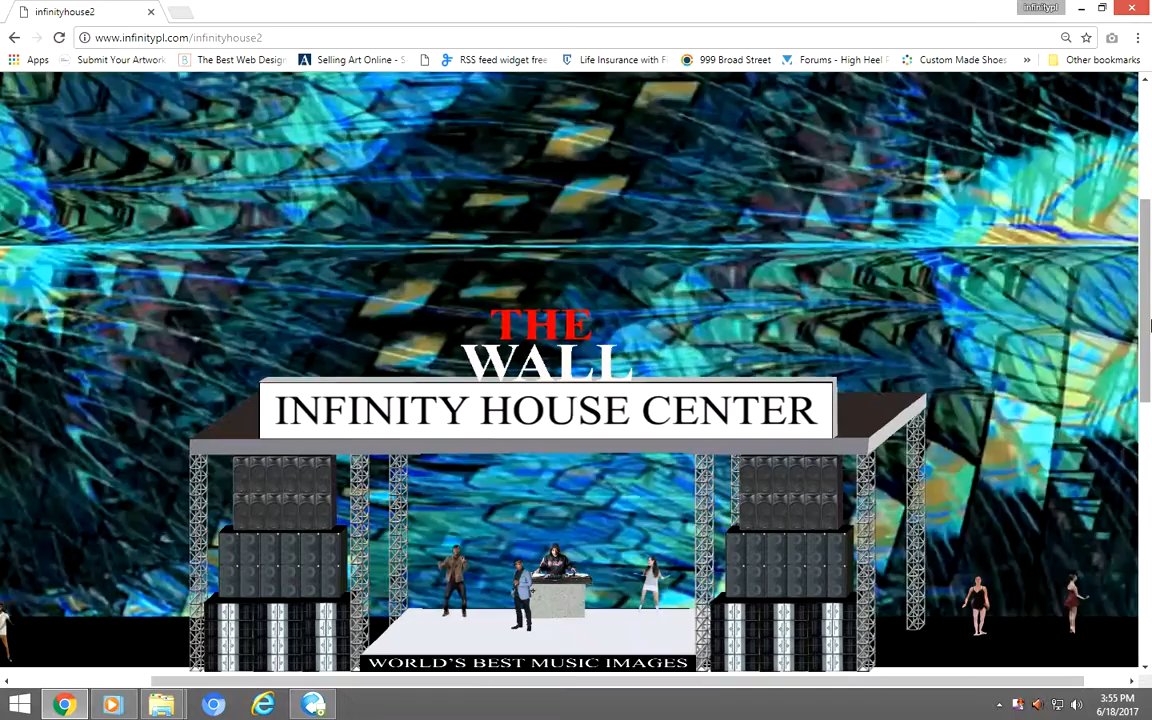 infinityhouse2
infinitypl
www.infinitypl.com/infinityhouse2
Apps
Submit Your Artwork
The Best Web Desig
Selling Art Online - S
RSS feed widget free
Life Insurance with F
999 Broad Street
Forums - High Heel
Custom Made Shoes
»
Other bookmarks
THE
WALL
INFINITY HOUSE CENTER
WORLD'S BEST MUSIC IMAGES
3:55 PM
6/18/2017